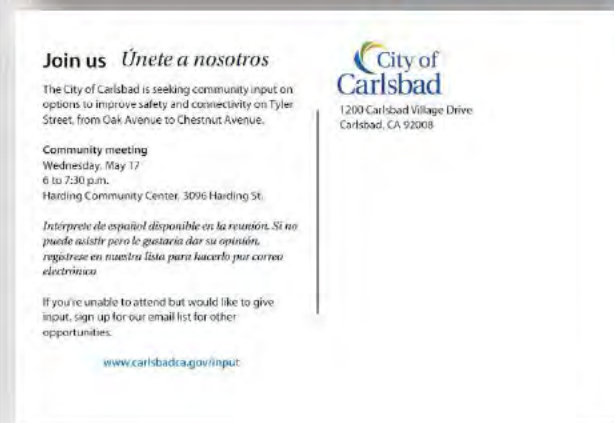 Join us Únete a nosotros
The City of Carlsbad is seeking community input on
options to improve safety and connectivity on Tyler
Street, from Oak Avenue to Chestnut Avenue.
Community meeting
Wednesday, May 17
6 to 7:30 p.m.
Harding Community Center, 3096 Harding St.
Intérprete de español disponible en la reunión. Si no
puede asistir pero le gustaría dar su opinión,
regístrese en nuestra lista para hacerlo por correo
electrónico
If you're unable to attend but would like to give
input, sign up for our email list for other
opportunities.
www.carlsbadca.gov/input
City of
Carlsbad
1200 Carlsbad Village Drive
Carlsbad, CA 92008